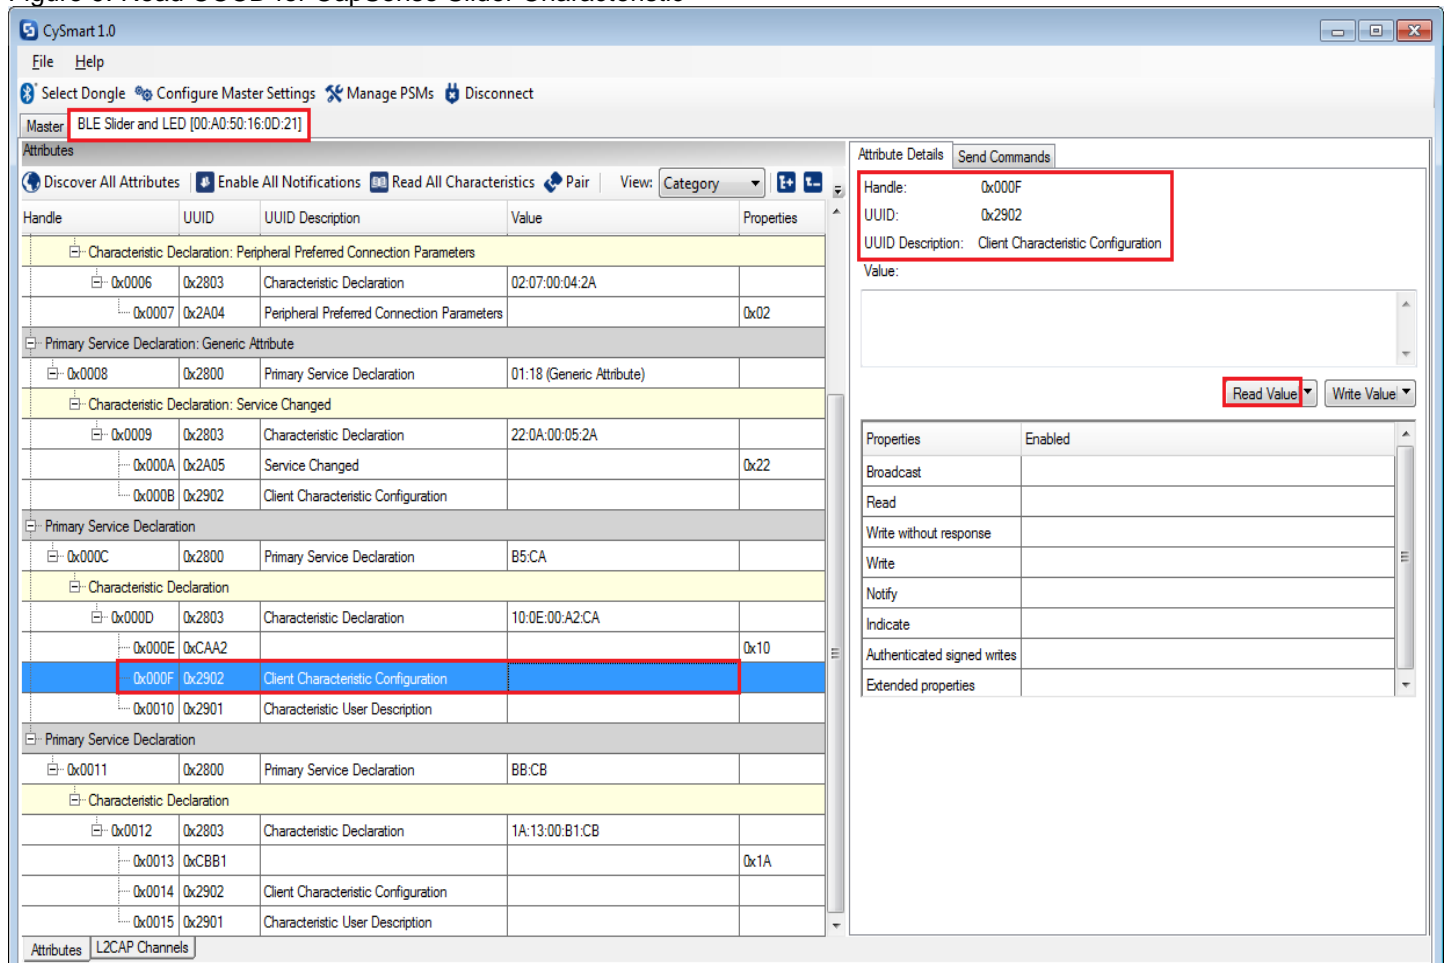 CySmart 1.0
File Help
Select Dongle Configure Master Settings Manage PSMs Disconnect
Master BLE Slider and LED [00:A0:50:16:0D:21]
Attributes
Discover All Attributes Enable All Notifications Read All Characteristics Pair View: Category
Handle UUID UUID Description Value Properties
Characteristic Declaration: Peripheral Preferred Connection Parameters
0x0006 0x2803 Characteristic Declaration 02:07:00:04:2A
0x0007 0x2A04 Peripheral Preferred Connection Parameters 0x02
Primary Service Declaration: Generic Attribute
0x0008 0x2800 Primary Service Declaration 01:18 (Generic Attribute)
Characteristic Declaration: Service Changed
0x0009 0x2803 Characteristic Declaration 22:0A:00:05:2A
0x000A 0x2A05 Service Changed 0x22
0x000B 0x2902 Client Characteristic Configuration
Primary Service Declaration
0x000C 0x2800 Primary Service Declaration B5:CA
Characteristic Declaration
0x000D 0x2803 Characteristic Declaration 10:0E:00:A2:CA
0x000E 0xCAA2 0x10
0x000F 0x2902 Client Characteristic Configuration
0x0010 0x2901 Characteristic User Description
Primary Service Declaration
0x0011 0x2800 Primary Service Declaration BB:CB
Characteristic Declaration
0x0012 0x2803 Characteristic Declaration 1A:13:00:B1:CB
0x0013 0xCBB1 0x1A
0x0014 0x2902 Client Characteristic Configuration
0x0015 0x2901 Characteristic User Description
Attributes L2CAP Channels
Attribute Details Send Commands
Handle: 0x000F
UUID: 0x2902
UUID Description: Client Characteristic Configuration
Value:
Read Value Write Value
Properties Enabled
Broadcast
Read
Write without response
Write
Notify
Indicate
Authenticated signed writes
Extended properties